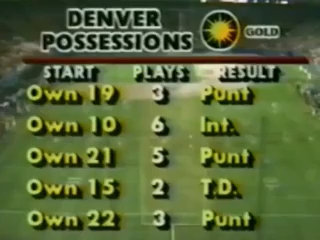 DENVER
POSSESSIONS GOLD
START PLAYS RESULT
Own 19 3 Punt
Own 10 6 Int.
Own 21 5 Punt
Own 15 2 T.D.
Own 22 3 Punt